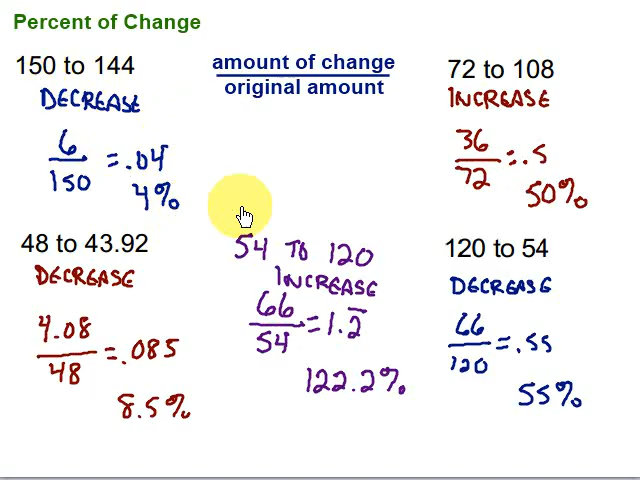 Percent of Change
150 to 144
DECREASE
6
150
= .04
4%
amount of change
original amount
72 to 108
INCREASE
36
72
= .5
50%
48 to 43.92
DECREASE
4.08
48
= .085
8.5%
54 TO 120
INCREASE
66
54
= 1.2̅
122.2%
120 to 54
DECREASE
66
120
= .55
55%